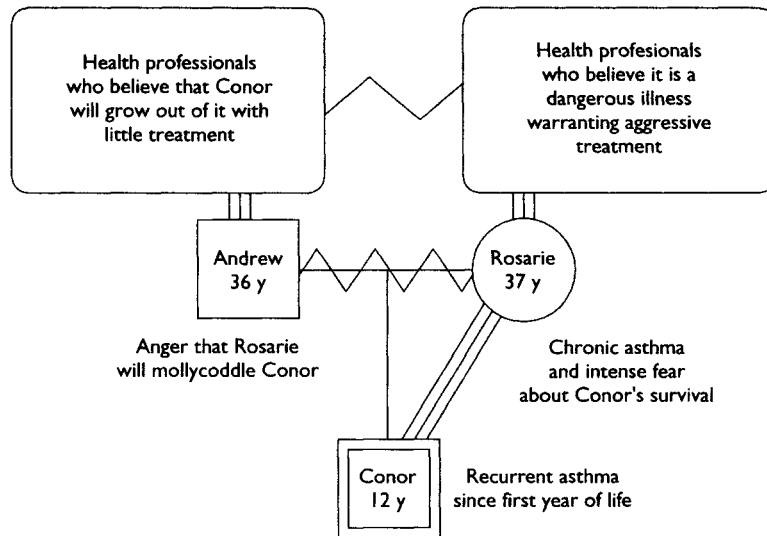 Health professionals
who believe that Conor
will grow out of it with
little treatment
Health profesionals
who believe it is a
dangerous illness
warranting aggressive
treatment
Andrew
36 y
Rosarie
37 y
Anger that Rosarie
will mollycoddle Conor
Chronic asthma
and intense fear
about Conor's survival
Conor
12 y
Recurrent asthma
since first year of life